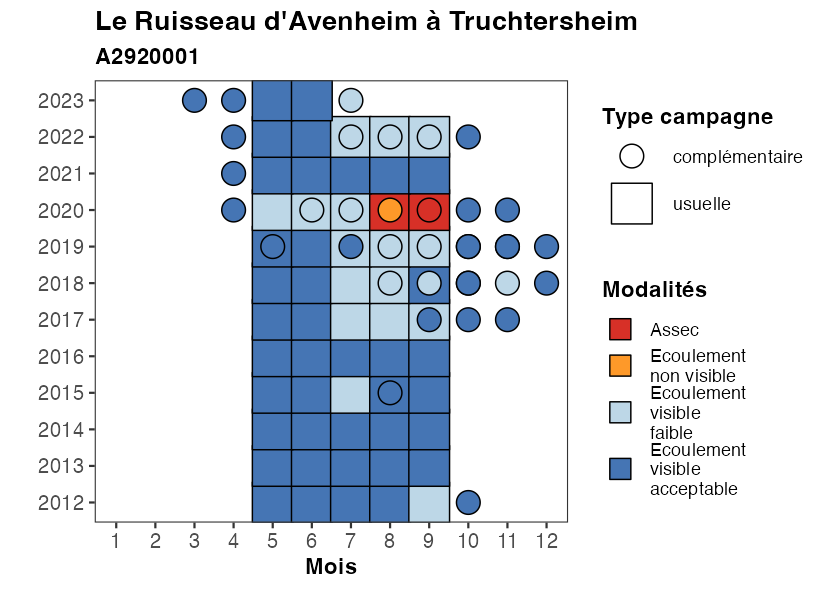 Le Ruisseau d'Avenheim à Truchtersheim
A2920001
2023
2022
2021
2020
2019
2018
2017
2016
2015
2014
2013
2012
1 2 3 4 5 6 7 8 9 10 11 12
Mois
Type campagne
complémentaire
usuelle
Modalités
Assec
Ecoulement
non visible
Ecoulement
visible
faible
Ecoulement
visible
acceptable